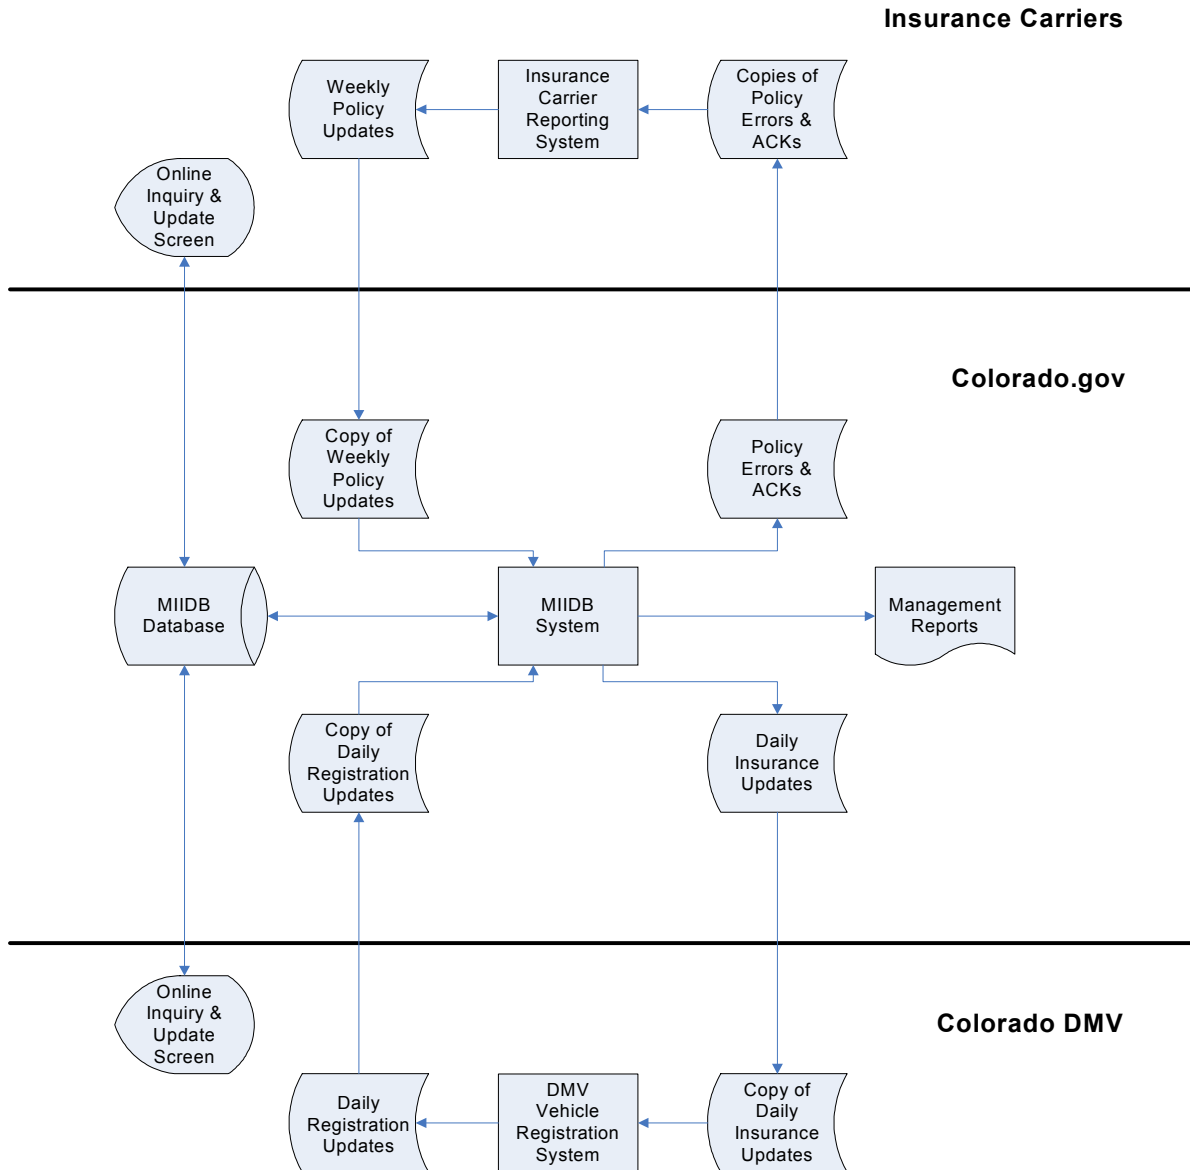 Insurance Carriers
Weekly
Policy
Updates
Insurance
Carrier
Reporting
System
Copies of
Policy
Errors &
ACKs
Online
Inquiry &
Update
Screen
Colorado.gov
Copy of
Weekly
Policy
Updates
Policy
Errors &
ACKs
MIIDB
Database
MIIDB
System
Management
Reports
Copy of
Daily
Registration
Updates
Daily
Insurance
Updates
Online
Inquiry &
Update
Screen
Colorado DMV
Daily
Registration
Updates
DMV
Vehicle
Registration
System
Copy of
Daily
Insurance
Updates